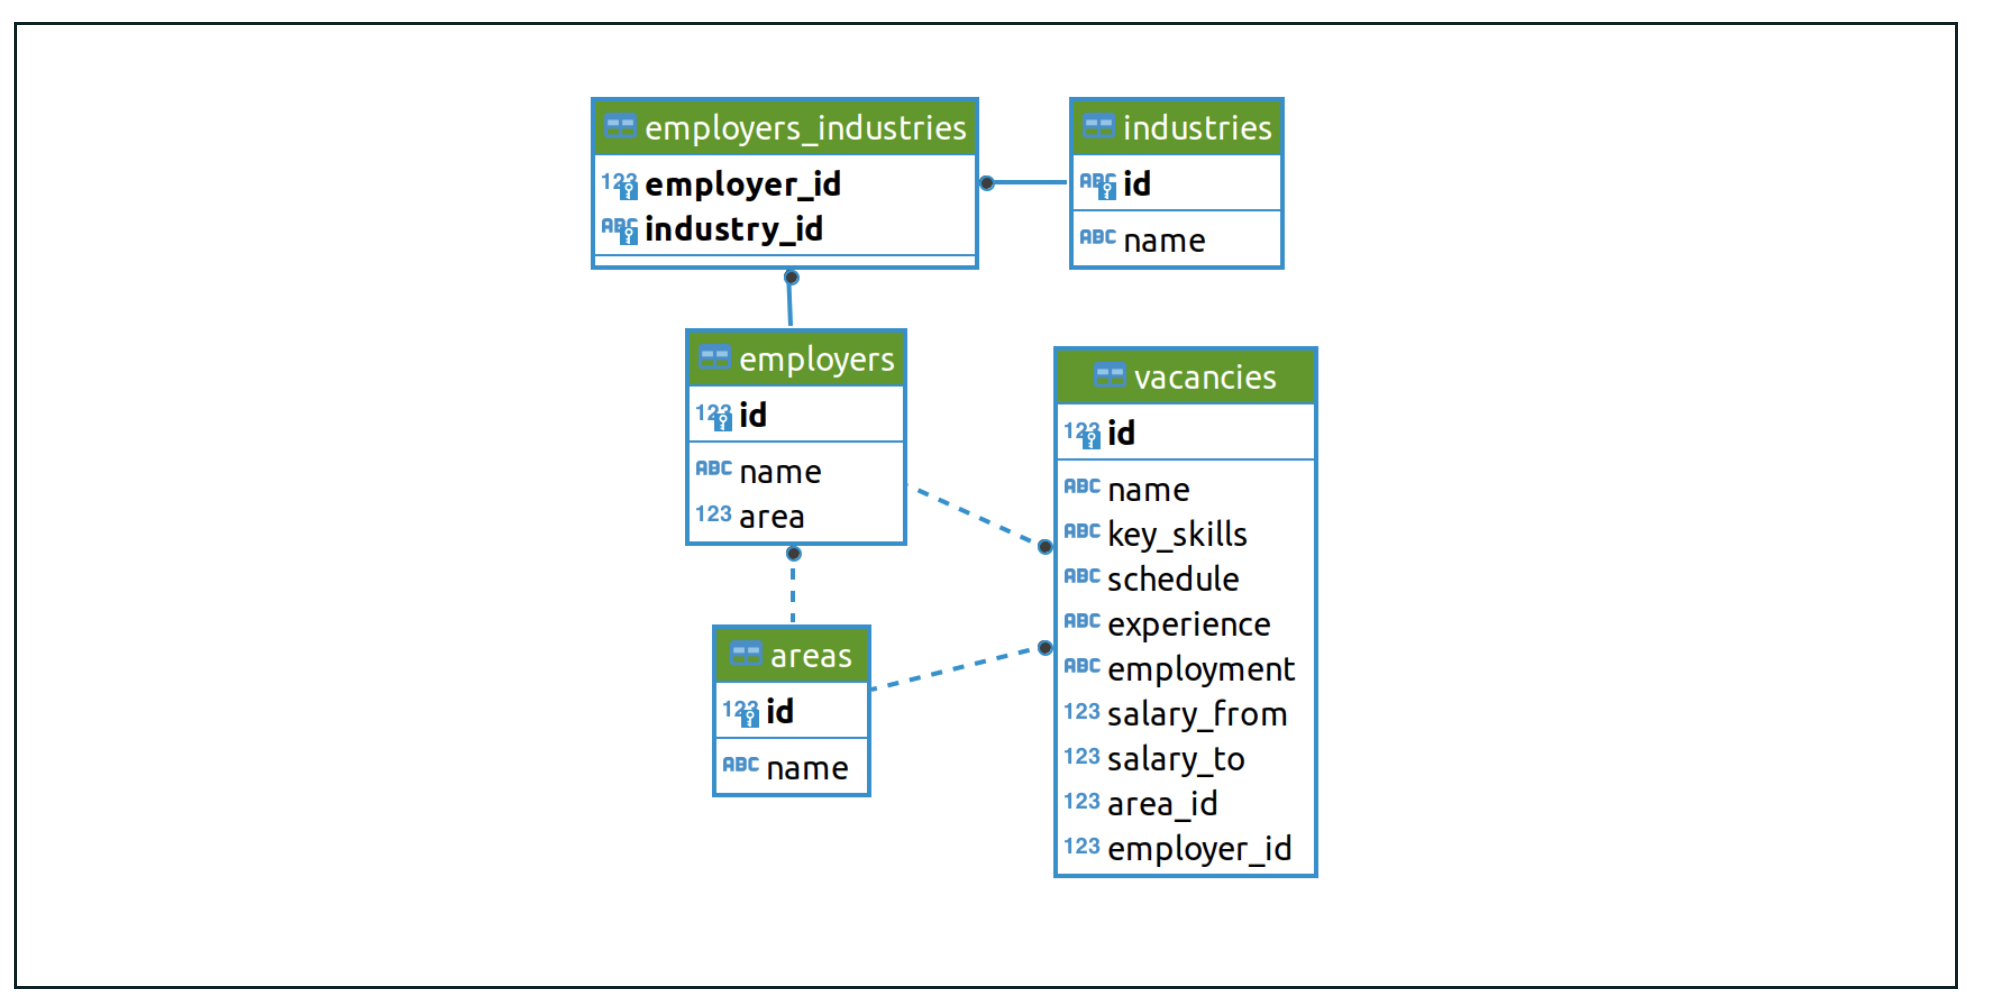 employers_industries
123 employer_id
ABC industry_id
industries
ABC id
ABC name
employers
123 id
ABC name
123 area
vacancies
123 id
ABC name
ABC key_skills
ABC schedule
ABC experience
ABC employment
123 salary_from
123 salary_to
123 area_id
123 employer_id
areas
123 id
ABC name